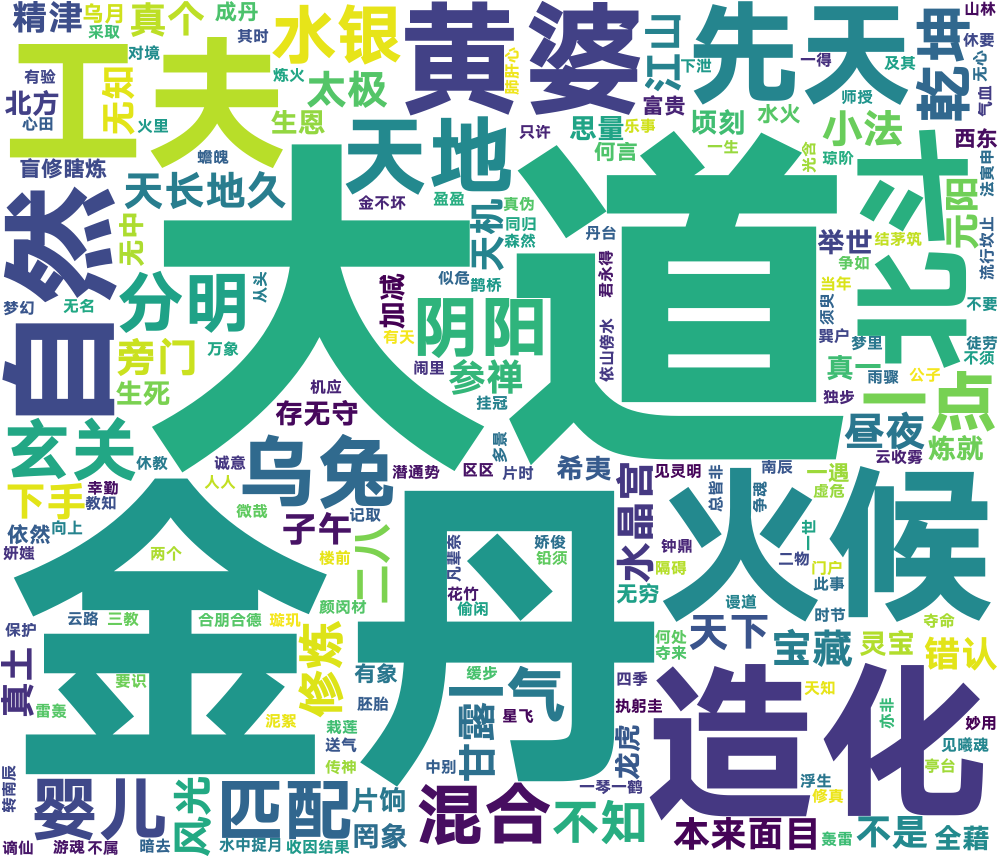 精津
乌月
采取
真个
成丹
其时
水银
黄婆
江山
先天
下泄
一得
及其
乾坤
山林
休要
无心
气血
工夫
有验
北方
心田
无知
对境
火里
炼火
太极
生恩
肺肝心
富贵
思量
乐事
顷刻
水火
师授
小法
西东
只许
何言
一生
光含
琼阶
法寅申
元阳
流行坎止
盲修瞎炼
蟾魄
天地
天长地久
金不坏
盈盈
真伪
同归
森然
天机
丹台
举世
结茅筑
争如
自然
无中
大道
似危
鹊桥
君永得
当年
须臾
不要
梦幻
无名
分明
从头
加减
有天
阴阳
依山傍水
巽户
梦里
徒劳
不须
旁门
万象
闹里
参禅
真一
雨骤
公子
生死
机应
存无守
挂冠
独步
二八
一点
玄关
休教
诚意
人人
乌兔
潜通势
多景
区区
片时
希夷
水晶宫
见灵明
总皆非
南辰
昼夜
云收雾
炼就
一遇
虚危
争魂
一世
下手
幸勤
教知
微哉
子午
记取
依然
向上
妍媸
两个
楼前
二八
凡辈奈
娇俊
铅须
花竹
偷闲
钟鼎
隔碍
无穷
二物
门户
此事
火候
金丹
云路
三教
合朋合德
璇玑
颜闵材
谩道
时节
夺命
保护
真土
要识
修炼
有象
胚胎
缓步
一气
何处
夺来
天下
宝藏
灵宝
错认
雷轰
泥絮
栽莲
送气
传神
甘露
星飞
四季
执躬圭
龙虎
造化
天知
亦非
妙用
见曦魂
亭台
转南辰
婴儿
风光
匹配
片饷
罔象
中别
一琴一鹤
浮生
修真
谪仙
游魂
不属
暗去
水中捉月
收因结果
混合
不知
本来面目
轰雷
不是
全藉